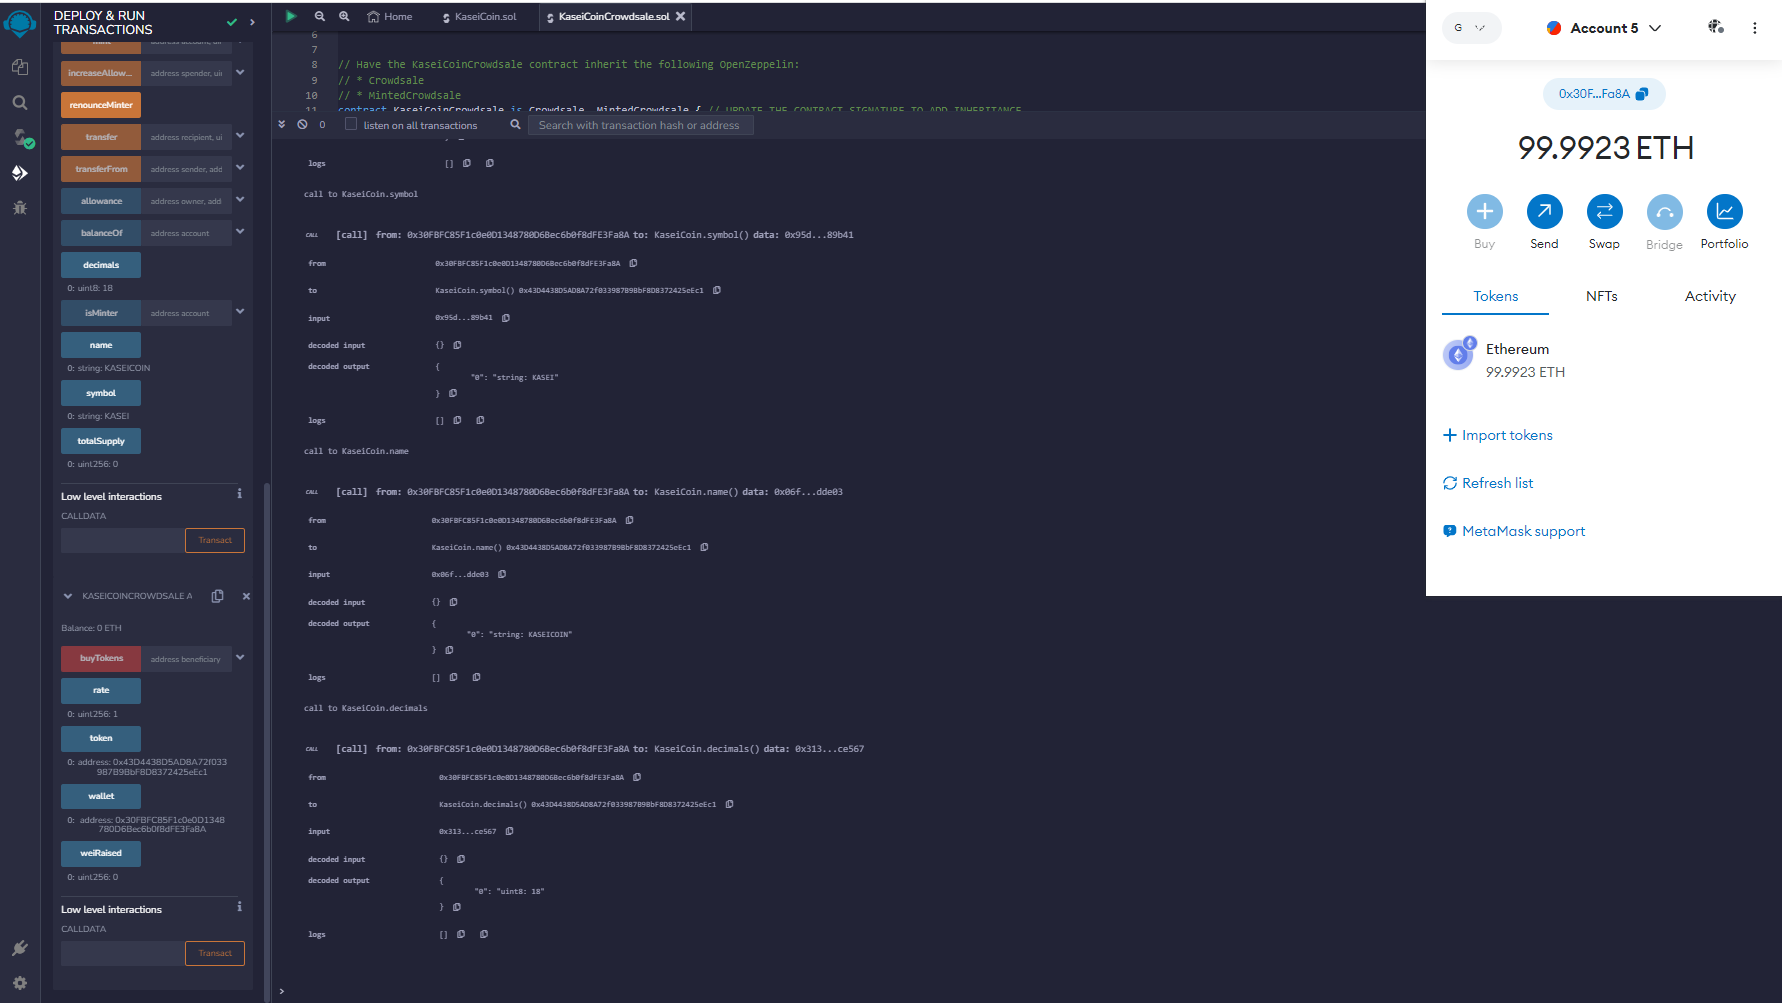 DEPLOY & RUN
TRANSACTIONS
increaseAllow...
address spender, ui
renounceMinter
transfer
address recipient, ui
transferFrom
address sender, add
allowance
address owner, add
balanceOf
address account
decimals
0: uint8: 18
isMinter
address account
name
0: string: KASEICOIN
symbol
0: string: KASEI
totalSupply
0: uint256: 0
Low level interactions
CALLDATA
Transact
KASEICOINCROWDSALE A
Balance: 0 ETH
buyTokens
address beneficiary
rate
0: uint256: 1
token
0: address: 0x43D4438D5AD8A72f033
987B9BbF8D8372425eEc1
wallet
0: address: 0x30FBFC85F1c0e0D1348
780D6Bec6b0f8dFE3Fa8A
weiRaised
0: uint256: 0
Low level interactions
CALLDATA
Transact
Home
KaseiCoin.sol
KaseiCoinCrowdsale.sol
6
7
8 // Have the KaseiCoinCrowdsale contract inherit the following OpenZeppelin:
9 // * Crowdsale
10 // * MintedCrowdsale
11 contract KaseiCoinCrowdsale is Crowdsale, MintedCrowdsale { // UPDATE THE CONTRACT SIGNATURE TO ADD INHERITANCE
0
listen on all transactions
Search with transaction hash or address
logs []
call to KaseiCoin.symbol
CALL [call] from: 0x30FBFC85F1c0e0D1348780D6Bec6b0f8dFE3Fa8A to: KaseiCoin.symbol() data: 0x95d...89b41
from 0x30FBFC85F1c0e0D1348780D6Bec6b0f8dFE3Fa8A
to KaseiCoin.symbol() 0x43D4438D5AD8A72f033987B9BbF8D8372425eEc1
input 0x95d...89b41
decoded input {}
decoded output {
"0": "string: KASEI"
}
logs []
call to KaseiCoin.name
CALL [call] from: 0x30FBFC85F1c0e0D1348780D6Bec6b0f8dFE3Fa8A to: KaseiCoin.name() data: 0x06f...dde03
from 0x30FBFC85F1c0e0D1348780D6Bec6b0f8dFE3Fa8A
to KaseiCoin.name() 0x43D4438D5AD8A72f033987B9BbF8D8372425eEc1
input 0x06f...dde03
decoded input {}
decoded output {
"0": "string: KASEICOIN"
}
logs []
call to KaseiCoin.decimals
CALL [call] from: 0x30FBFC85F1c0e0D1348780D6Bec6b0f8dFE3Fa8A to: KaseiCoin.decimals() data: 0x313...ce567
from 0x30FBFC85F1c0e0D1348780D6Bec6b0f8dFE3Fa8A
to KaseiCoin.decimals() 0x43D4438D5AD8A72f033987B9BbF8D8372425eEc1
input 0x313...ce567
decoded input {}
decoded output {
"0": "uint8: 18"
}
logs []
>
G
Account 5
0x30F...Fa8A
99.9923 ETH
Buy
Send
Swap
Bridge
Portfolio
Tokens
NFTs
Activity
Ethereum
99.9923 ETH
Import tokens
Refresh list
MetaMask support